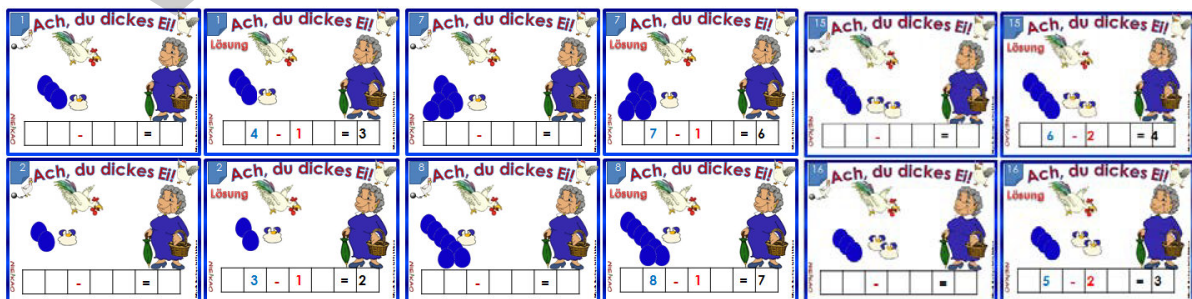 1 Ach, du dickes Ei!
- =
1 Ach, du dickes Ei!
Lösung
4 - 1 = 3
7 Ach, du dickes Ei!
- =
7 Ach, du dickes Ei!
Lösung
7 - 1 = 6
15 Ach, du dickes Ei!
- =
15 Ach, du dickes Ei!
Lösung
6 - 2 = 4
2 Ach, du dickes Ei!
- =
2 Ach, du dickes Ei!
Lösung
3 - 1 = 2
8 Ach, du dickes Ei!
- =
8 Ach, du dickes Ei!
Lösung
8 - 1 = 7
16 Ach, du dickes Ei!
- =
16 Ach, du dickes Ei!
Lösung
5 - 2 = 3